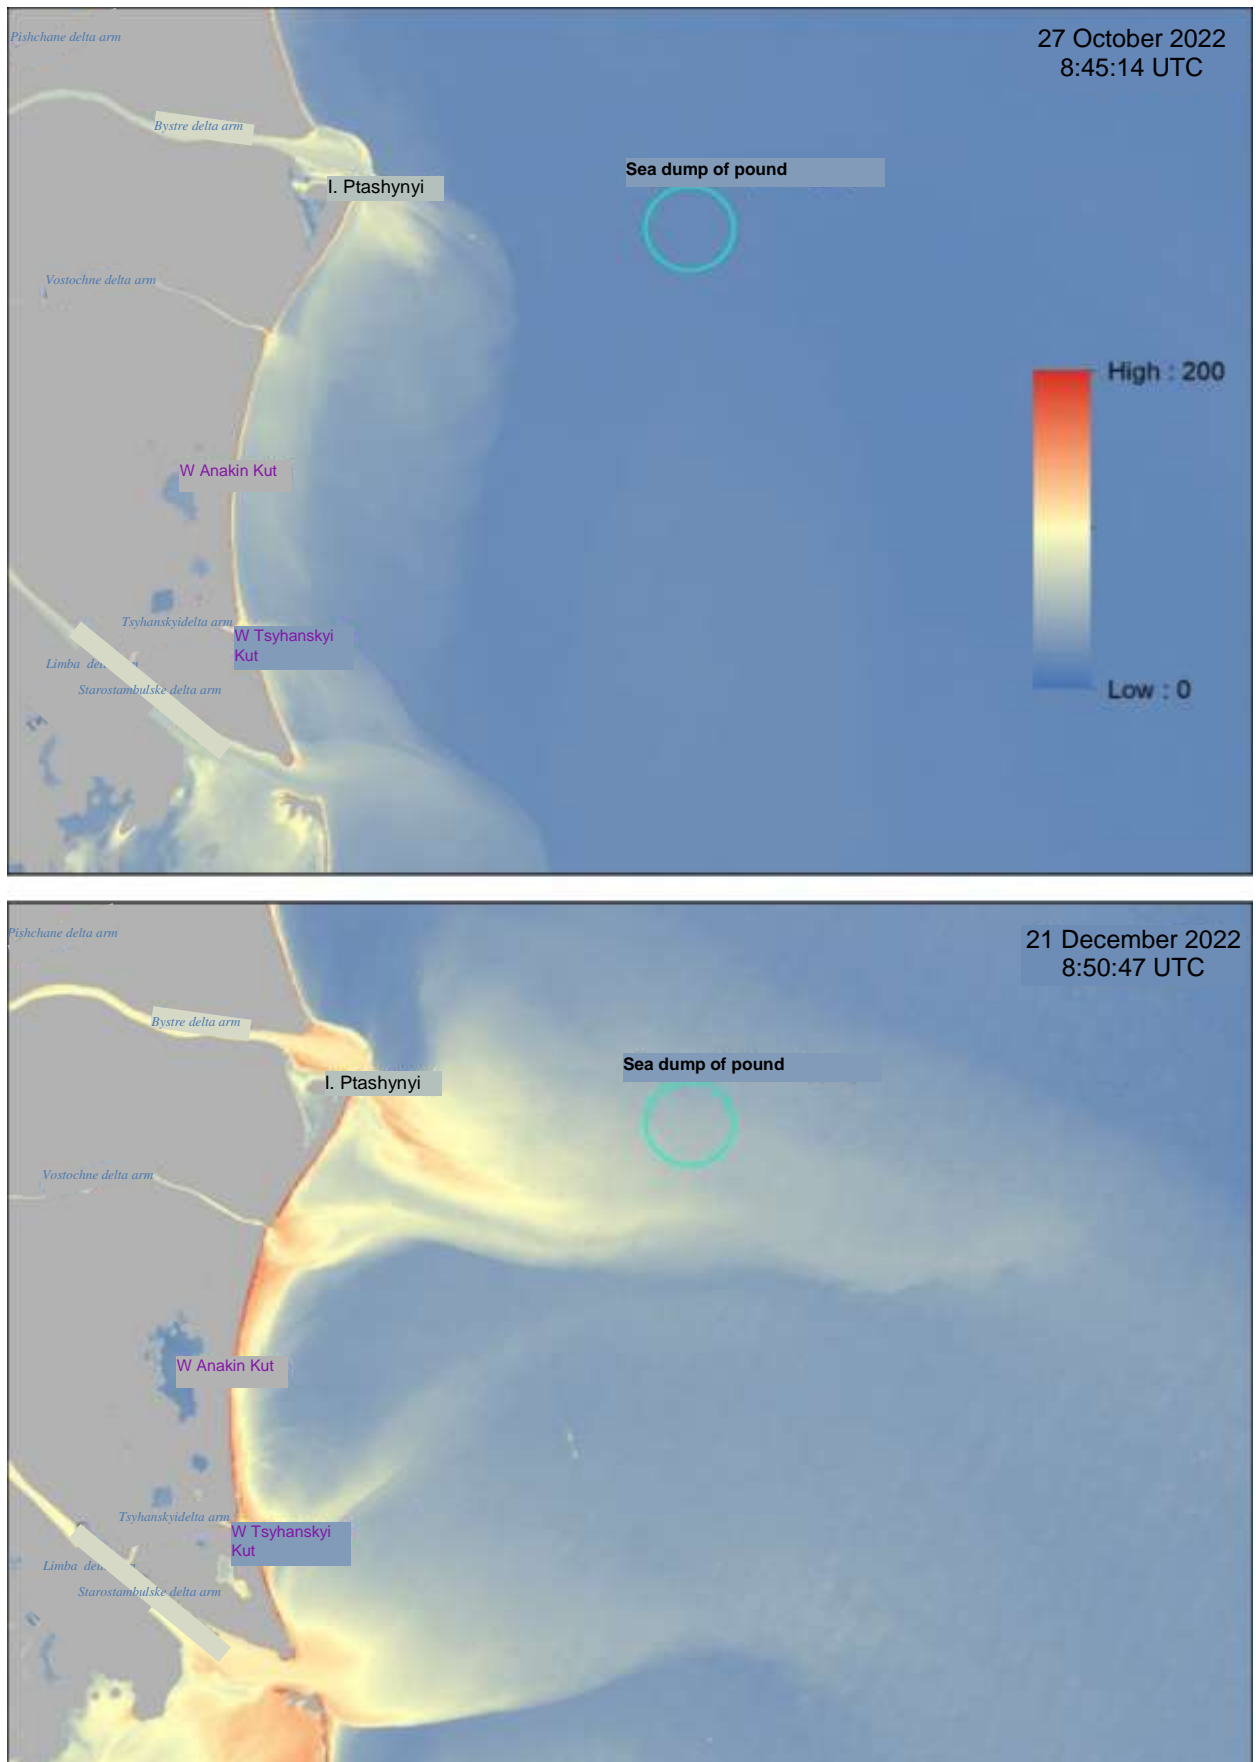 Pishchane delta arm
27 October 2022
8:45:14 UTC
Bystre delta arm
Sea dump of pound
I. Ptashynyi
Vostochne delta arm
High : 200
W Anakin Kut
Tsyhanskyidelta arm
W Tsyhanskyi
Kut
Limba
Starostambulske delta arm
Low : 0
Pishchane delta arm
21 December 2022
8:50:47 UTC
Bystre delta arm
Sea dump of pound
I. Ptashynyi
Vostochne delta arm
W Anakin Kut
Tsyhanskyidelta arm
W Tsyhanskyi
Kut
Limba
Starostambulske delta arm